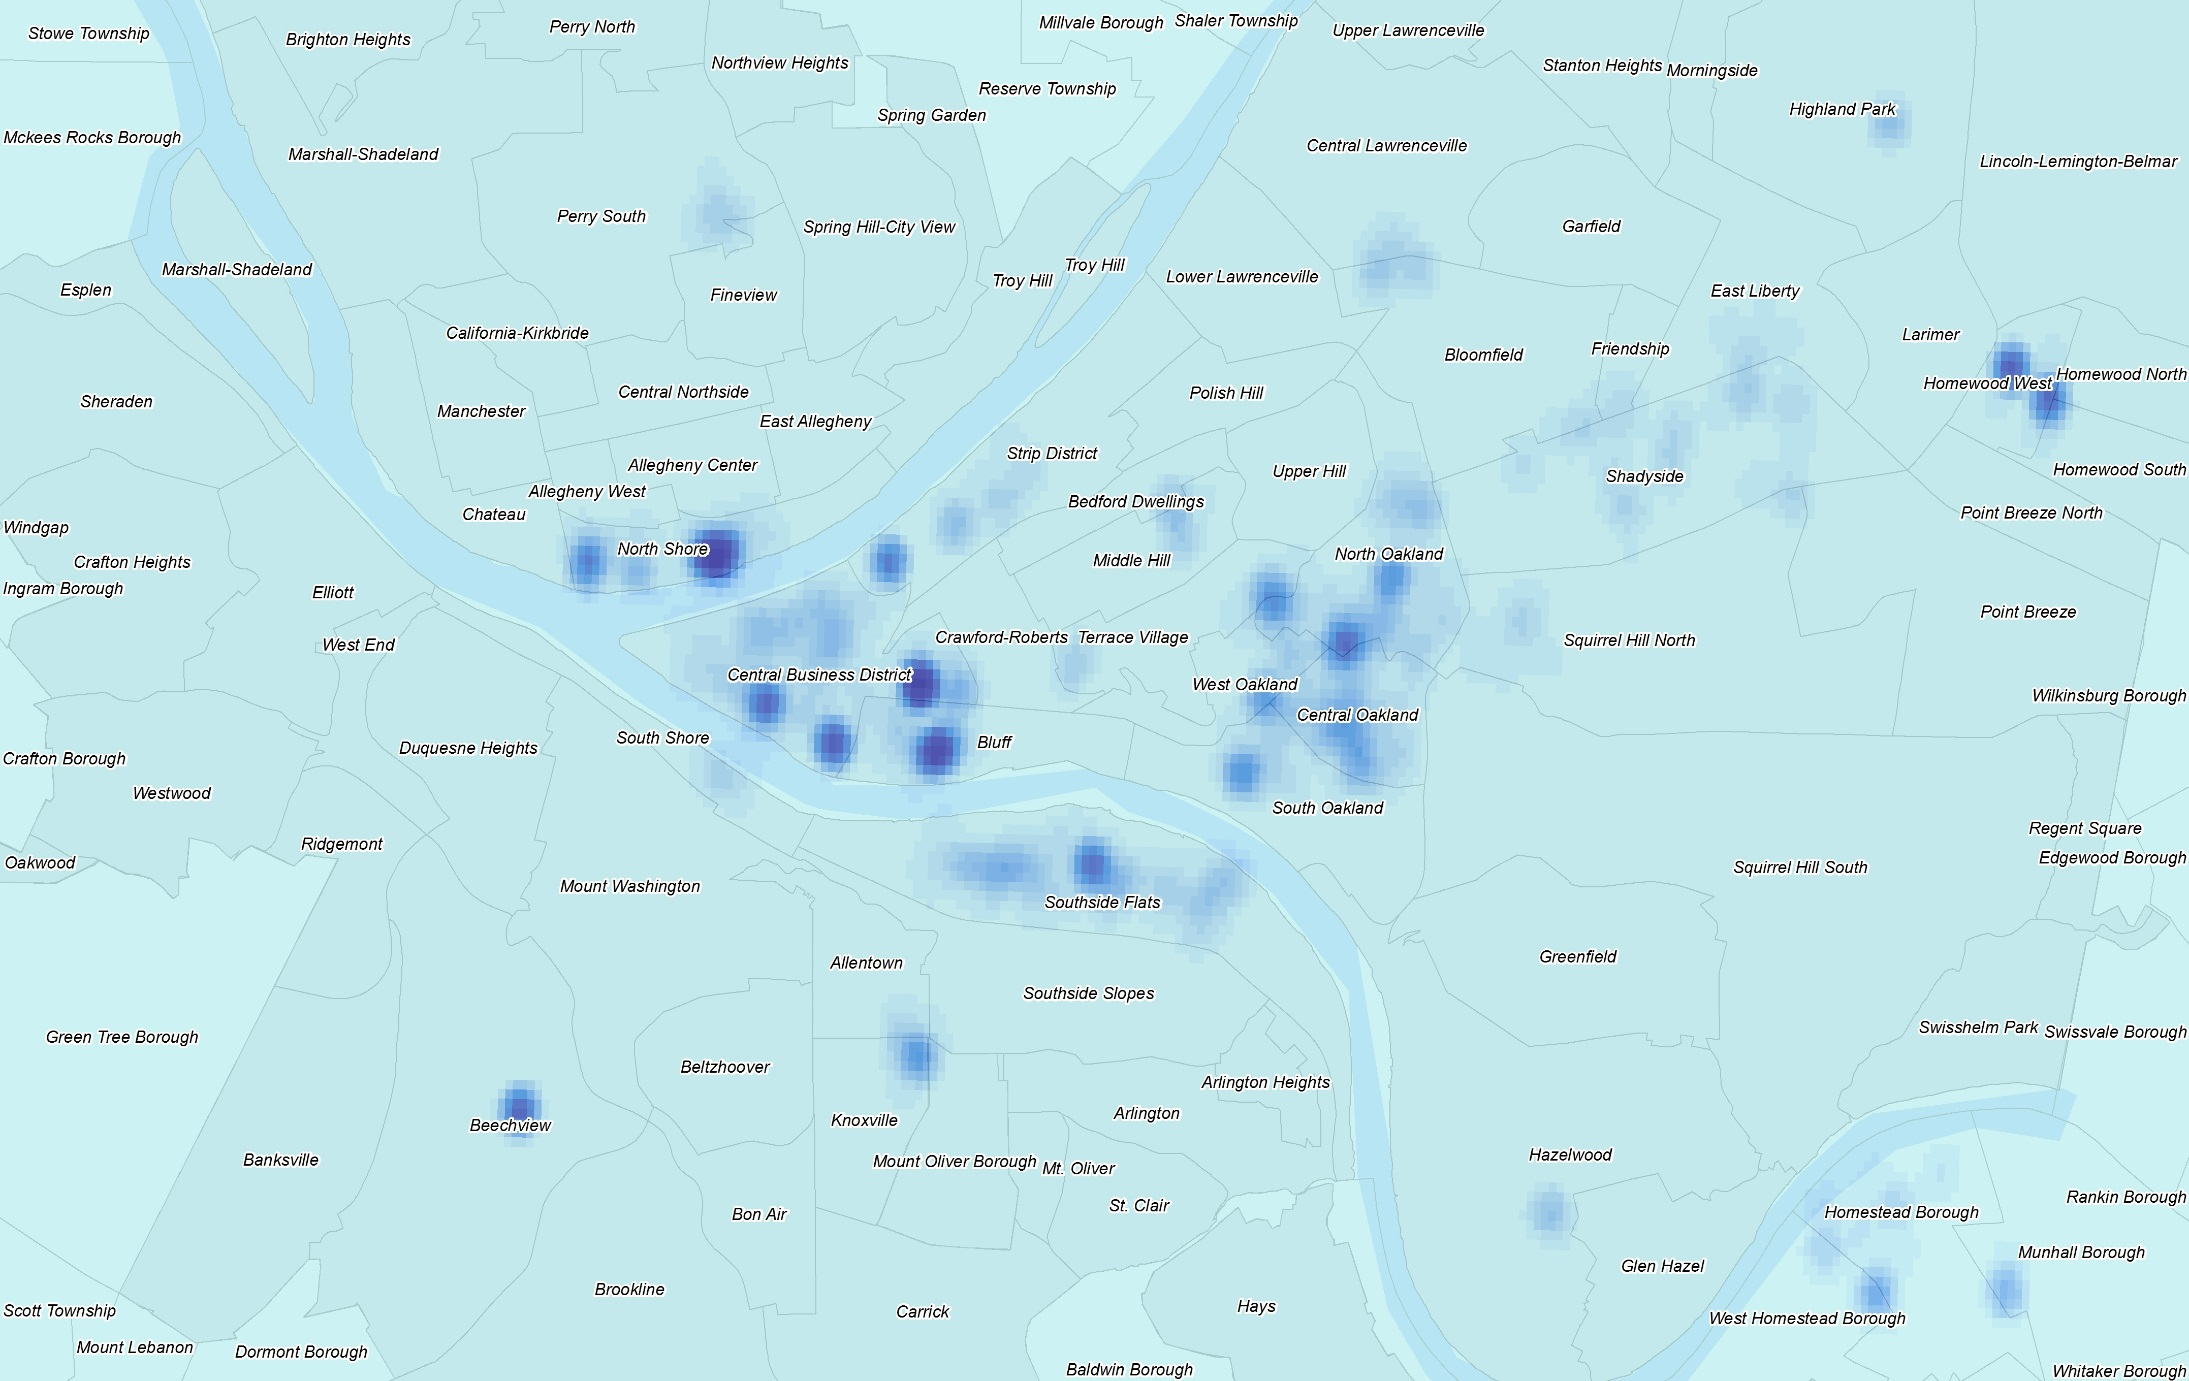 Stowe Township
Brighton Heights
Perry North
Millvale Borough
Shaler Township
Upper Lawrenceville
Northview Heights
Stanton Heights
Morningside
Reserve Township
Spring Garden
Highland Park
Mckees Rocks Borough
Marshall-Shadeland
Central Lawrenceville
Lincoln-Lemington-Belmar
Perry South
Spring Hill-City View
Garfield
Marshall-Shadeland
Troy Hill
Troy Hill
Lower Lawrenceville
Esplen
Fineview
East Liberty
California-Kirkbride
Larimer
Bloomfield
Friendship
Homewood North
Homewood West
Central Northside
Polish Hill
Sheraden
Manchester
East Allegheny
Strip District
Allegheny Center
Upper Hill
Homewood South
Shadyside
Allegheny West
Bedford Dwellings
Chateau
Point Breeze North
Windgap
North Shore
North Oakland
Crafton Heights
Middle Hill
Ingram Borough
Elliott
Point Breeze
West End
Crawford-Roberts
Terrace Village
Squirrel Hill North
Central Business District
West Oakland
Wilkinsburg Borough
Central Oakland
South Shore
Bluff
Duquesne Heights
Crafton Borough
Westwood
South Oakland
Regent Square
Ridgemont
Edgewood Borough
Oakwood
Squirrel Hill South
Mount Washington
Southside Flats
Greenfield
Allentown
Southside Slopes
Swisshelm Park
Swissvale Borough
Green Tree Borough
Beltzhoover
Arlington Heights
Arlington
Knoxville
Beechview
Hazelwood
Banksville
Mount Oliver Borough
Mt. Oliver
Rankin Borough
St. Clair
Bon Air
Homestead Borough
Munhall Borough
Glen Hazel
Brookline
Hays
Scott Township
Carrick
West Homestead Borough
Mount Lebanon
Dormont Borough
Baldwin Borough
Whitaker Borough